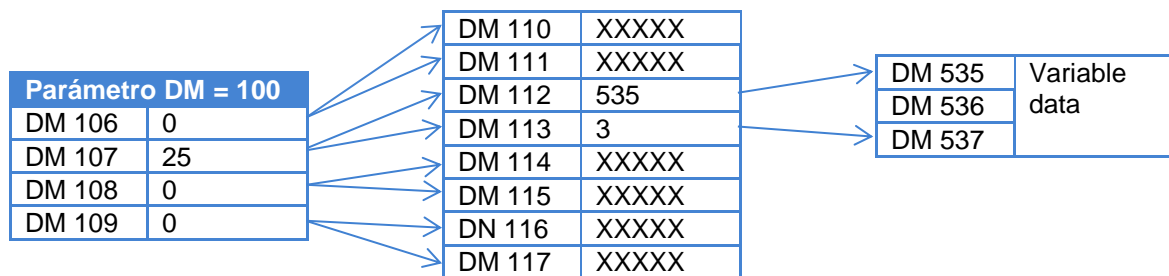 Parámetro DM = 100
DM 106 0
DM 107 25
DM 108 0
DM 109 0
DM 110 XXXXX
DM 111 XXXXX
DM 112 535
DM 113 3
DM 114 XXXXX
DM 115 XXXXX
DN 116 XXXXX
DM 117 XXXXX
DM 535 Variable
DM 536 data
DM 537